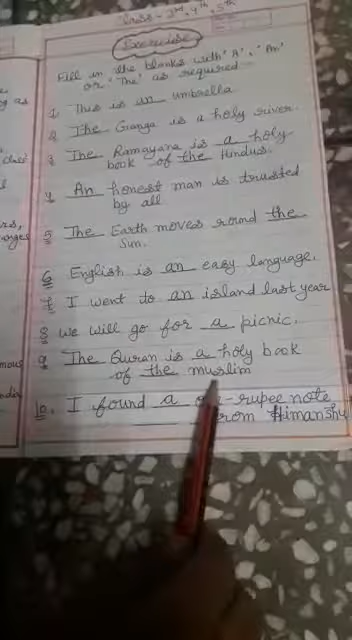 Class - 3rd, 4th, 5th
Exercise
Fill in the blanks with 'A', 'An'
or 'The' as required -
1. This is an umbrella.
2. The Ganga is a holy river.
3. The Ramayana is a holy
book of the Hindus.
4. An honest man is trusted
by all.
5. The Earth moves round the
Sun.
6. English is an easy language.
7. I went to an island last year
8. We will go for a picnic.
9. The Quran is a holy book
of the muslim
10. I found a -rupee note
from Himanshu